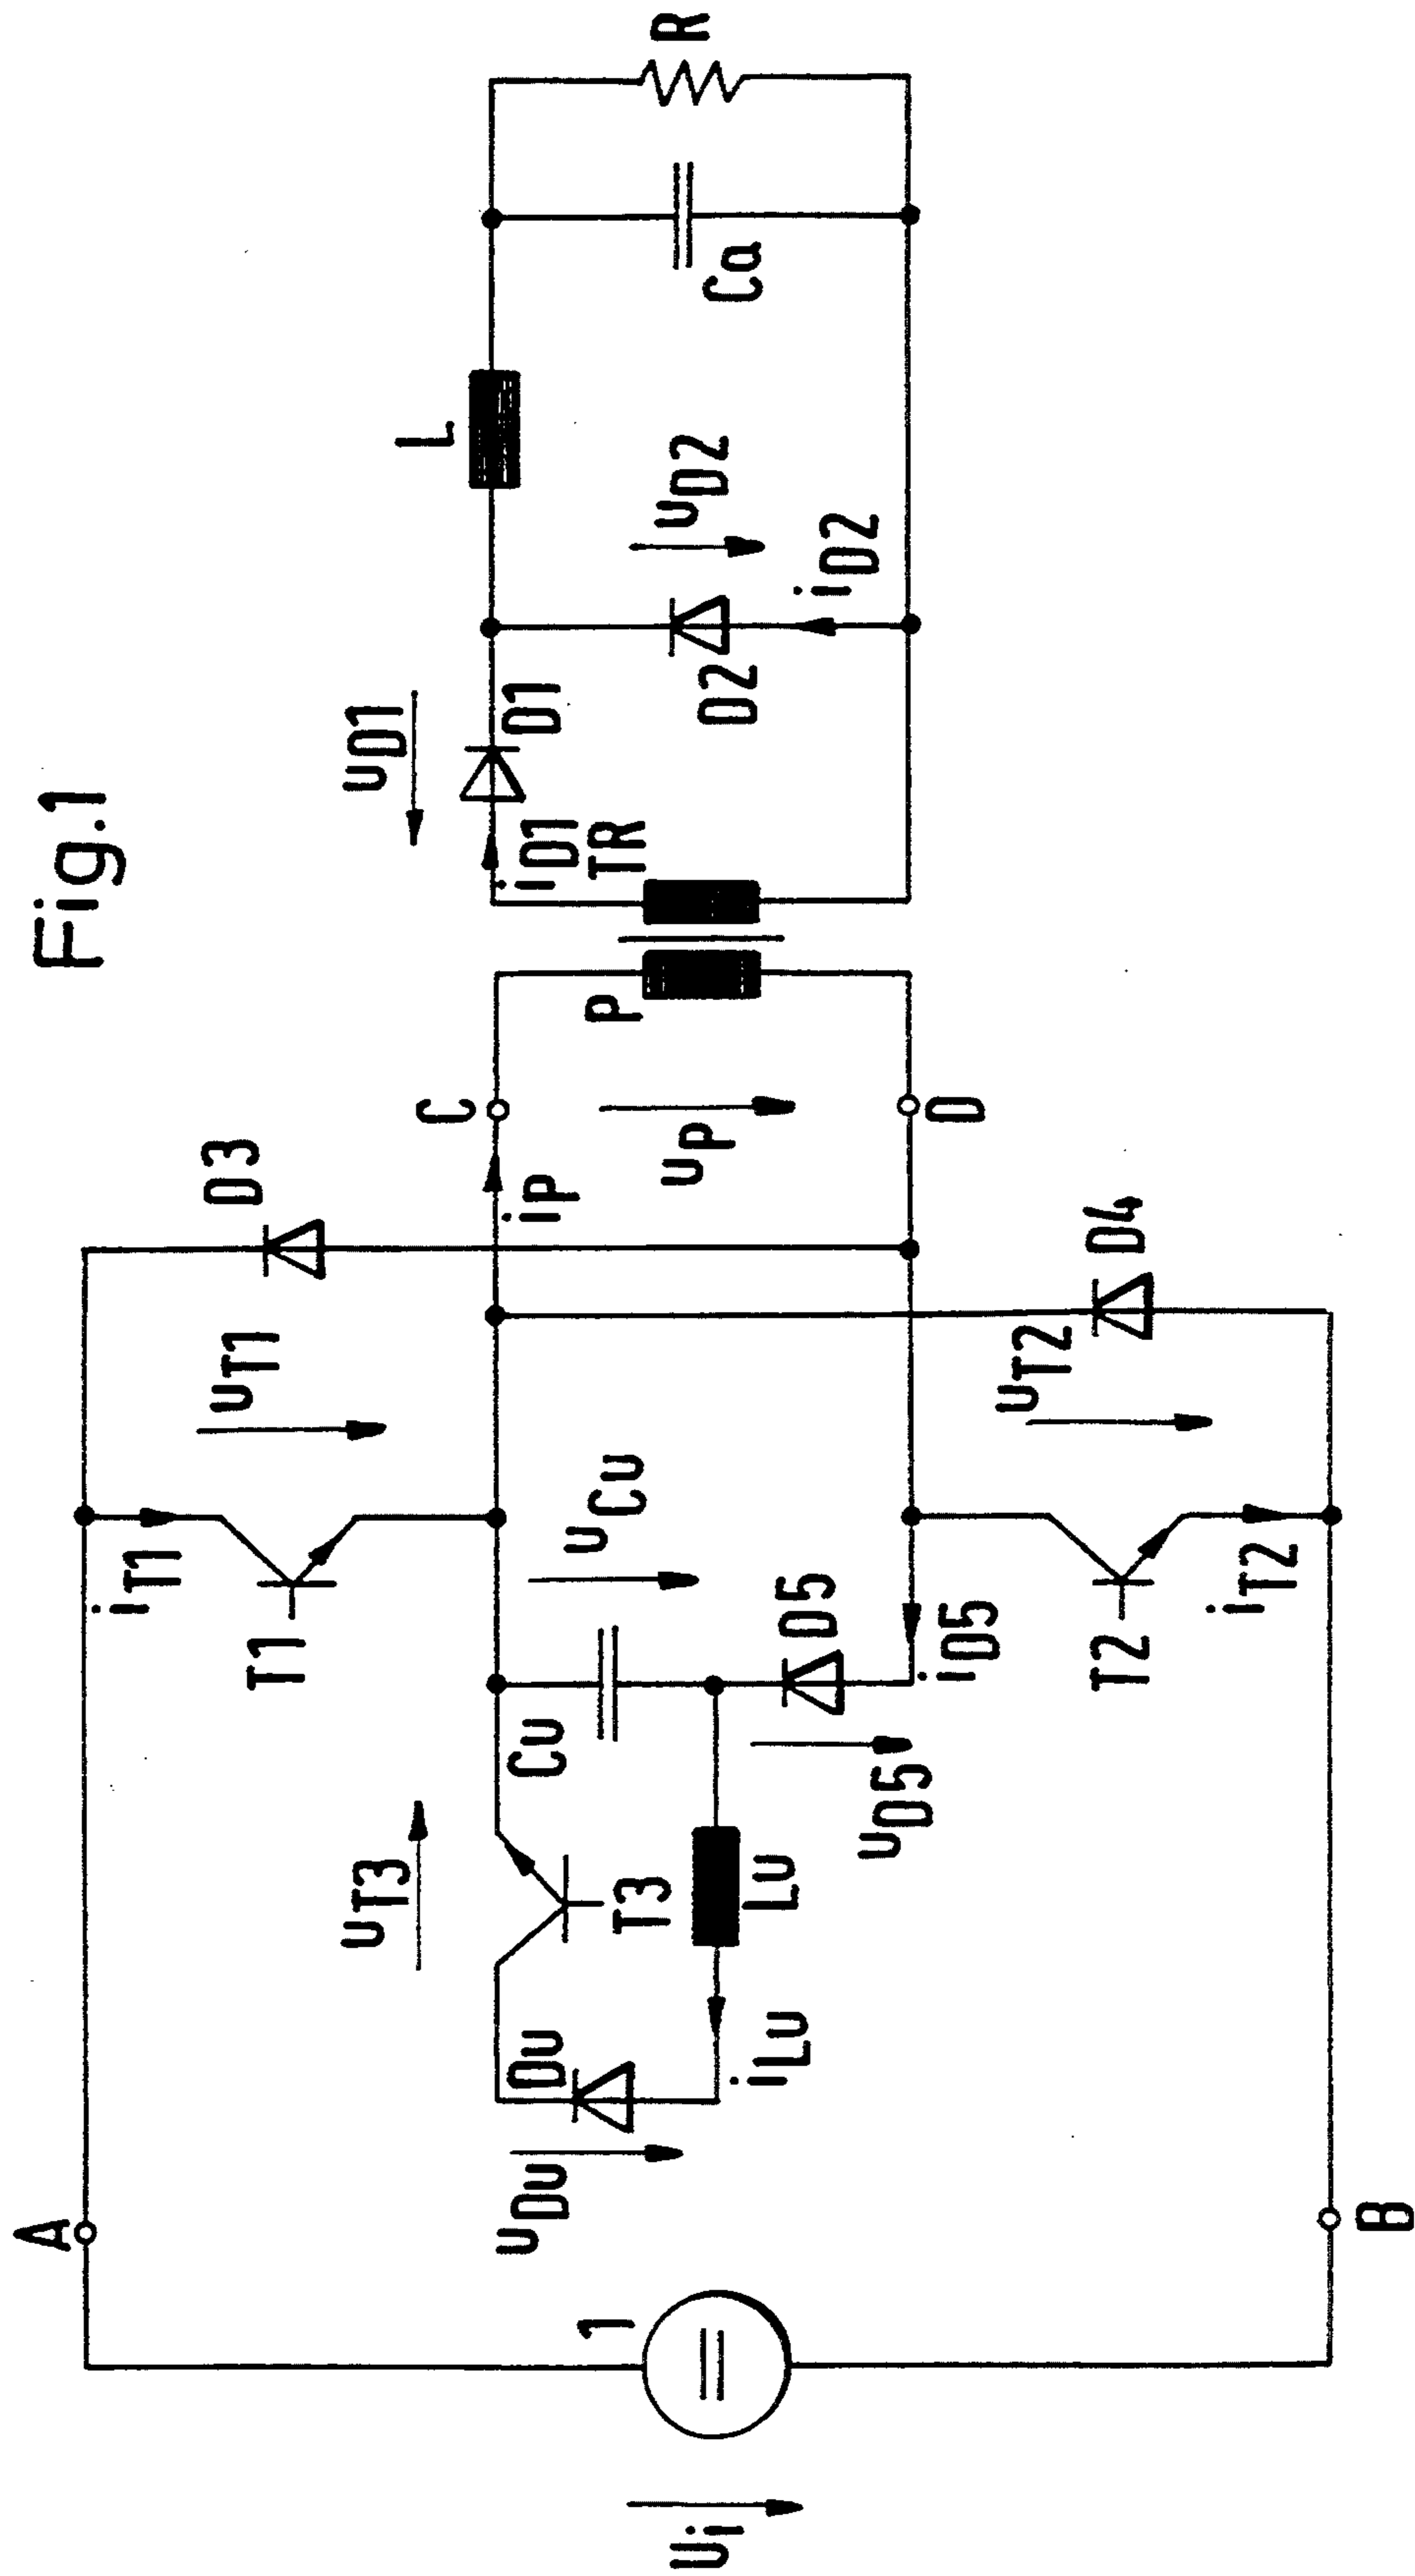 Fig.1
A
iT1
T1
uT1
D3
uD1
L
uT3
iP
C
iD1
D1
TR
Du
uDu
T3
Cu
uCu
P
uP
uD2
R
Ca
Ui
1
iLu
Lu
D5
uD5
iD5
D
D2
iD2
T2
iT2
uT2
D4
B